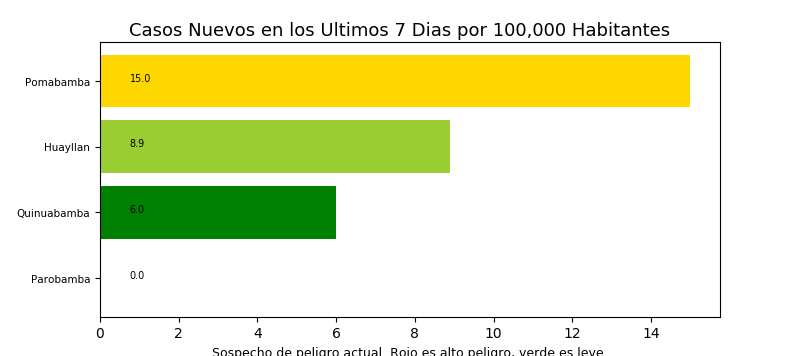 Casos Nuevos en los Ultimos 7 Dias por 100,000 Habitantes
Pomabamba
15.0
Huayllan
8.9
Quinuabamba
6.0
Parobamba
0.0
0 2 4 6 8 10 12 14
Sospecho de peligro actual. Rojo es alto peligro, verde es leve